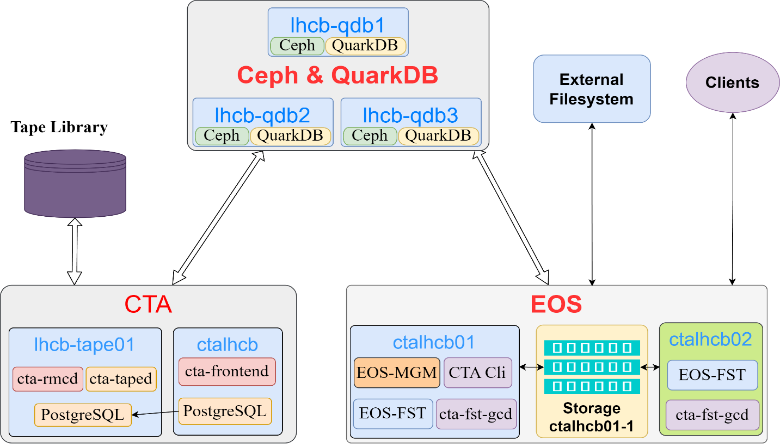 lhcb-qdb1
Ceph QuarkDB
Ceph & QuarkDB
lhcb-qdb2 lhcb-qdb3
Ceph QuarkDB Ceph QuarkDB
External
Filesystem
Clients
Tape Library
CTA
lhcb-tape01 ctalhcb
cta-rmcd cta-taped cta-frontend
PostgreSQL PostgreSQL
EOS
ctalhcb01 ctalhcb02
EOS-MGM CTA Cli
EOS-FST cta-fst-gcd
Storage
ctalhcb01-1
EOS-FST
cta-fst-gcd